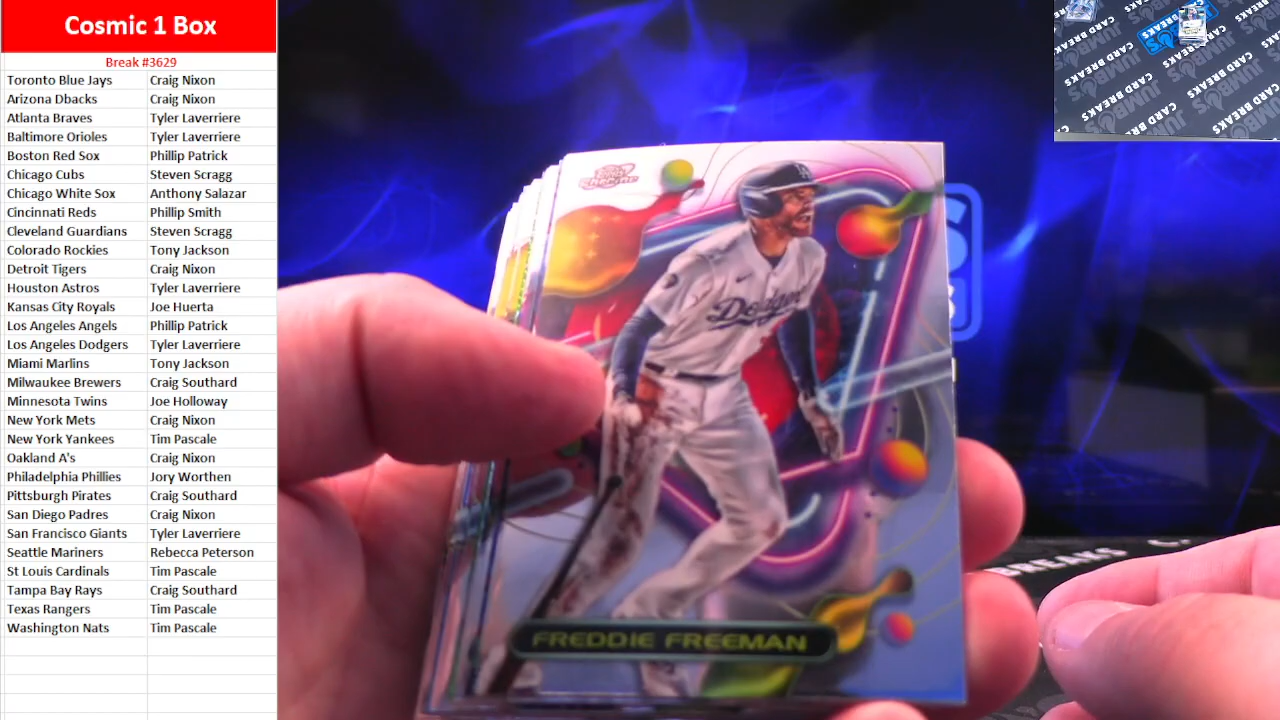 Cosmic 1 Box
Break #3629
Toronto Blue Jays Craig Nixon
Arizona Dbacks Craig Nixon
Atlanta Braves Tyler Laverriere
Baltimore Orioles Tyler Laverriere
Boston Red Sox Phillip Patrick
Chicago Cubs Steven Scragg
Chicago White Sox Anthony Salazar
Cincinnati Reds Phillip Smith
Cleveland Guardians Steven Scragg
Colorado Rockies Tony Jackson
Detroit Tigers Craig Nixon
Houston Astros Tyler Laverriere
Kansas City Royals Joe Huerta
Los Angeles Angels Phillip Patrick
Los Angeles Dodgers Tyler Laverriere
Miami Marlins Tony Jackson
Milwaukee Brewers Craig Southard
Minnesota Twins Joe Holloway
New York Mets Craig Nixon
New York Yankees Tim Pascale
Oakland A's Craig Nixon
Philadelphia Phillies Jory Worthen
Pittsburgh Pirates Craig Southard
San Diego Padres Craig Nixon
San Francisco Giants Tyler Laverriere
Seattle Mariners Rebecca Peterson
St Louis Cardinals Tim Pascale
Tampa Bay Rays Craig Southard
Texas Rangers Tim Pascale
Washington Nats Tim Pascale
Dodgers
FREDDIE FREEMAN
BREAKS
CARD BREAKS
JUMBO
CARD BREAKS